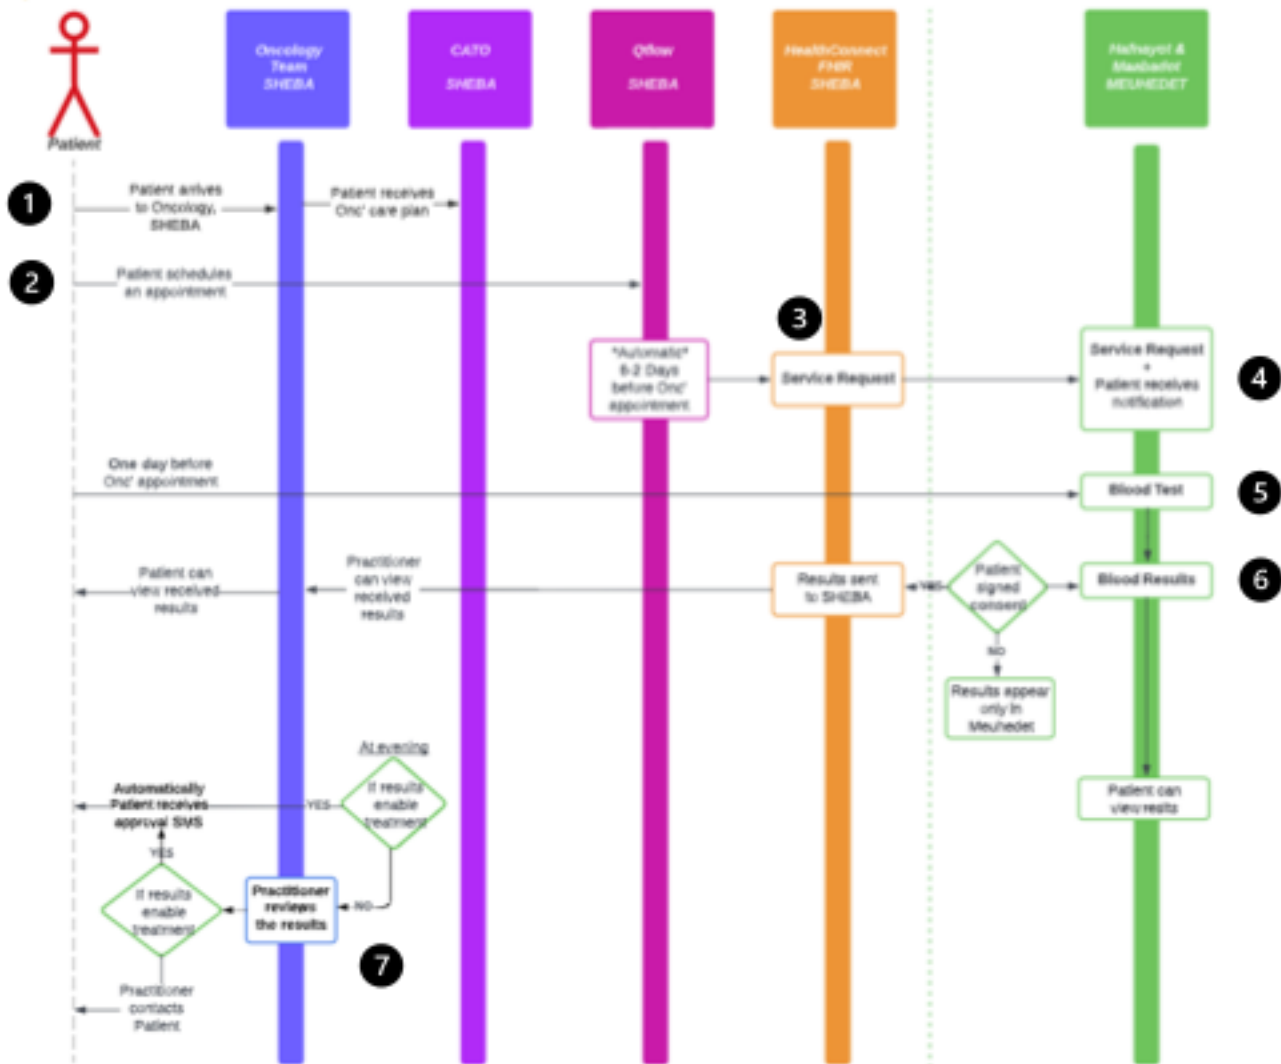 Patient
Oncology
Team
SHEBA
CATO
SHEBA
Qflow
SHEBA
HealthConnect
FHIR
SHEBA
MEUHEDET
1
Patient arrives
to Oncology,
SHEBA
Patient receives
Onc' care plan
2
Patient schedules
an appointment
3
*Automatic*
Days
before Onc'
appointment
Service Request
Service Request
+
Patient receives
notification
4
One day before
Onc' appointment
Blood Test
5
Patient can
view received
results
Practitioner
can view
received
results
Results sent
to SHEBA
YES
Patient
signed
consent
Blood Results
6
NO
Results appear
only in
Meuhedet
At evening
If results
enable
treatment
YES
Automatically
Patient receives
approval SMS
Patient can
view
YES
If results
enable
treatment
Practitioner
reviews
the results
NO
7
Practitioner
contacts
Patient